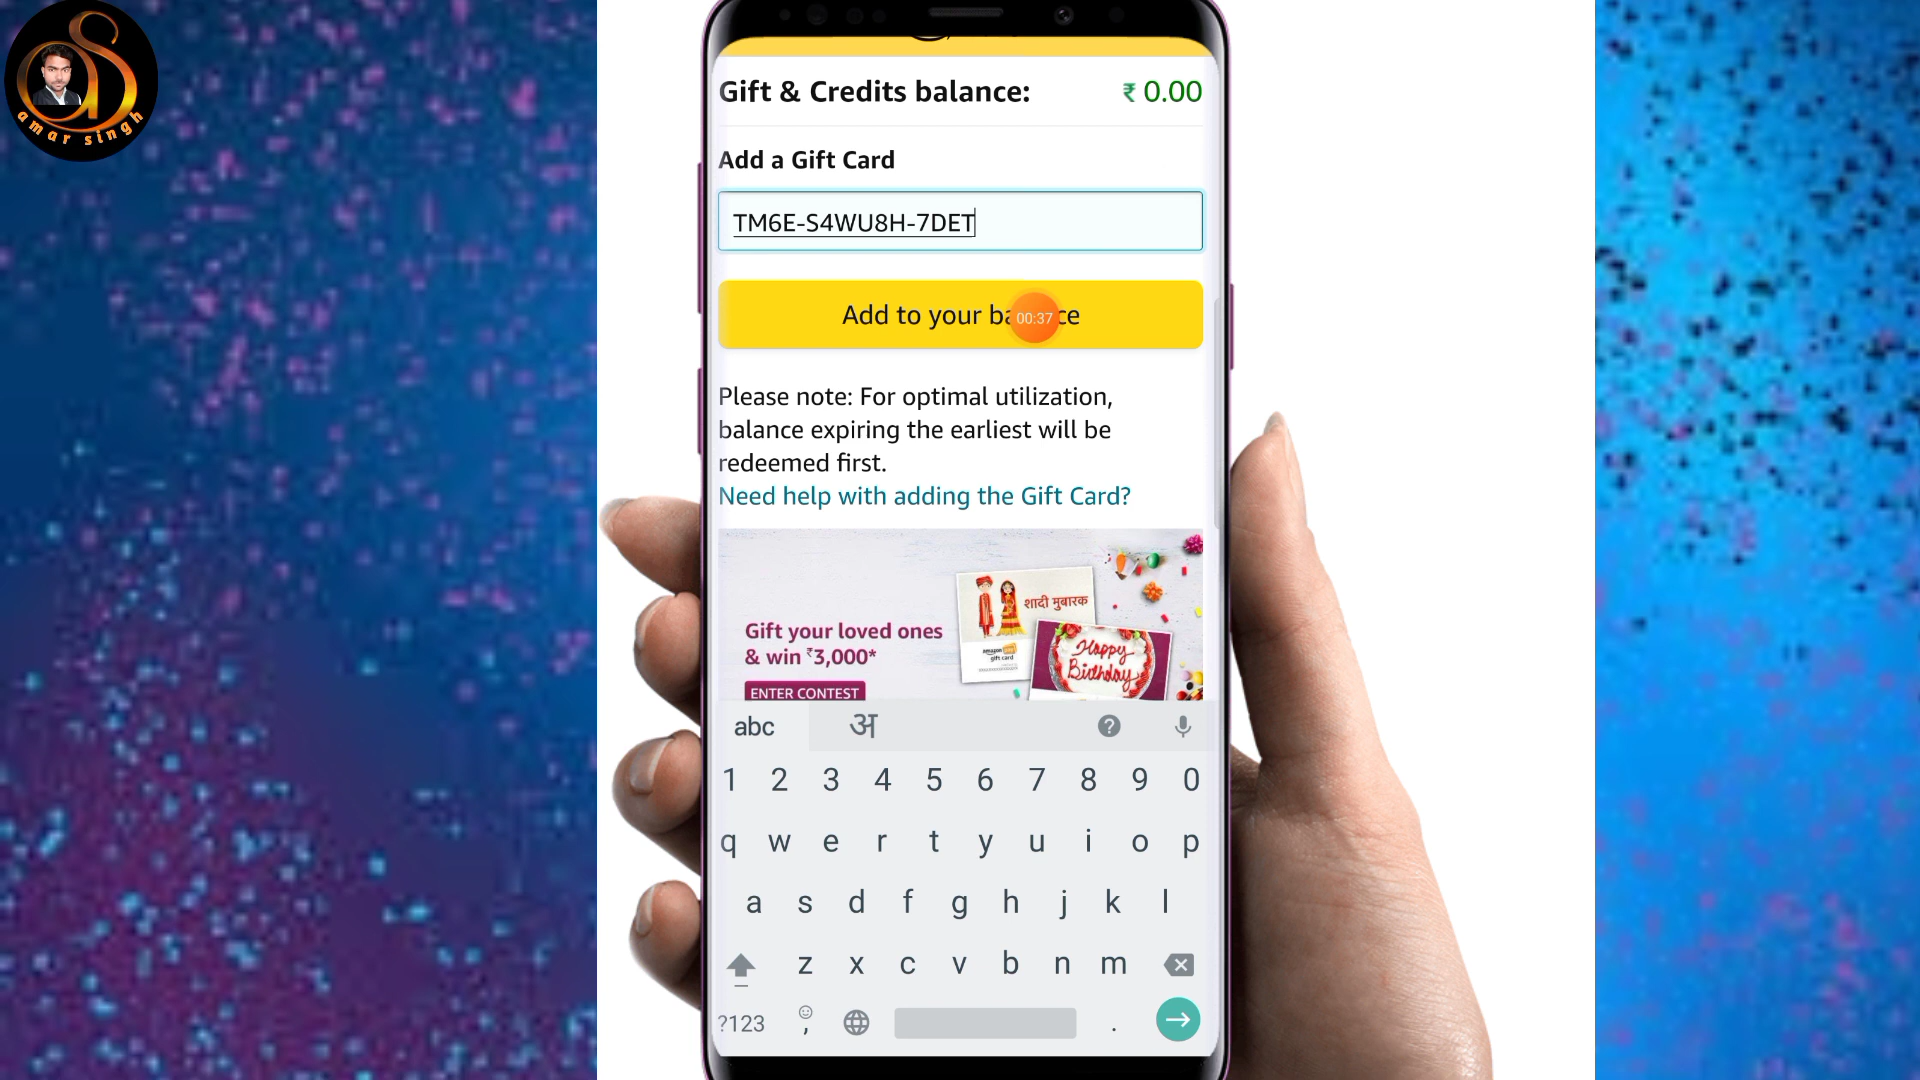 amar singh
Gift & Credits balance:
₹ 0.00
Add a Gift Card
TM6E-S4WU8H-7DET
Add to your ba ce
00:37
Please note: For optimal utilization,
balance expiring the earliest will be
redeemed first.
Need help with adding the Gift Card?
Gift your loved ones
& win ₹3,000*
ENTER CONTEST
शादी मुबारक
amazon
gift card
Happy
Birthday
abc अ ?
1 2 3 4 5 6 7 8 9 0
q w e r t y u i o p
a s d f g h j k l
z x c v b n m
?123 , .